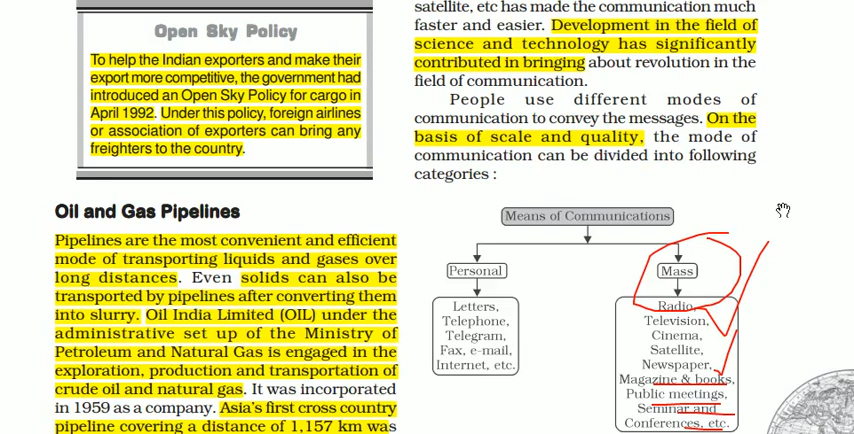 Open Sky Policy
To help the Indian exporters and make their
export more competitive, the government had
introduced an Open Sky Policy for cargo in
April 1992. Under this policy, foreign airlines
or association of exporters can bring any
freighters to the country.
Oil and Gas Pipelines
Pipelines are the most convenient and efficient
mode of transporting liquids and gases over
long distances. Even solids can also be
transported by pipelines after converting them
into slurry. Oil India Limited (OIL) under the
administrative set up of the Ministry of
Petroleum and Natural Gas is engaged in the
exploration, production and transportation of
crude oil and natural gas. It was incorporated
in 1959 as a company. Asia's first cross country
pipeline covering a distance of 1,157 km was
satellite, etc has made the communication much
faster and easier. Development in the field of
science and technology has significantly
contributed in bringing about revolution in the
field of communication.
People use different modes of
communication to convey the messages. On the
basis of scale and quality, the mode of
communication can be divided into following
categories :
Means of Communications
Personal
Letters,
Telephone,
Telegram,
Fax, e-mail,
Internet, etc.
Mass
Radio,
Television,
Cinema,
Satellite,
Newspaper,
Magazine & books,
Public meetings,
Seminar and
Conferences, etc.